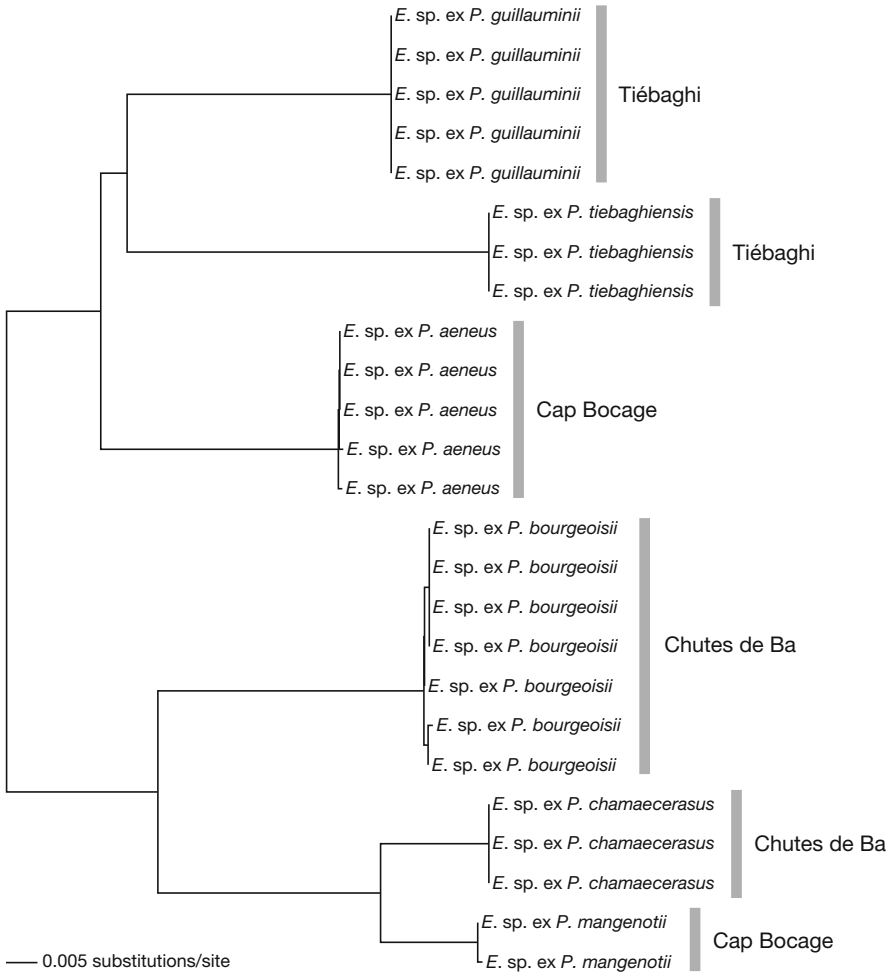 E. sp. ex P. guillauminii
E. sp. ex P. guillauminii
E. sp. ex P. guillauminii
E. sp. ex P. guillauminii
E. sp. ex P. guillauminii
Tiébaghi
E. sp. ex P. tiebaghiensis
E. sp. ex P. tiebaghiensis
E. sp. ex P. tiebaghiensis
Tiébaghi
E. sp. ex P. aeneus
E. sp. ex P. aeneus
E. sp. ex P. aeneus
E. sp. ex P. aeneus
E. sp. ex P. aeneus
Cap Bocage
E. sp. ex P. bourgeoisii
E. sp. ex P. bourgeoisii
E. sp. ex P. bourgeoisii
E. sp. ex P. bourgeoisii
E. sp. ex P. bourgeoisii
E. sp. ex P. bourgeoisii
E. sp. ex P. bourgeoisii
Chutes de Ba
E. sp. ex P. chamaecerasus
E. sp. ex P. chamaecerasus
E. sp. ex P. chamaecerasus
Chutes de Ba
E. sp. ex P. mangenotii
E. sp. ex P. mangenotii
Cap Bocage
0.005 substitutions/site